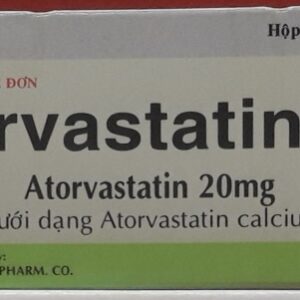 Hộp
ĐƠN
rvastatin
Atorvastatin 20mg
ưới dạng Atorvastatin calciu
y:
PHARM. CO.